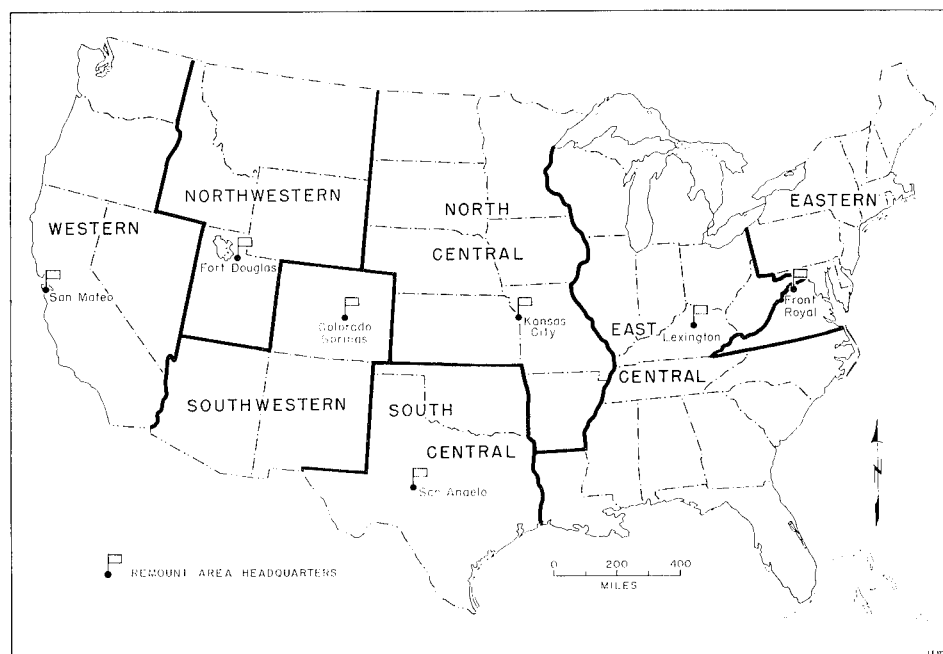 NORTHWESTERN
NORTH
EASTERN
WESTERN
CENTRAL
Fort Douglas
San Mateo
Colorado
Springs
Kansas
City
EAST
Lexington
Front
Royal
CENTRAL
SOUTHWESTERN
SOUTH
CENTRAL
San Angelo
N
REMOUNT AREA HEADQUARTERS
0 200 400
MILES